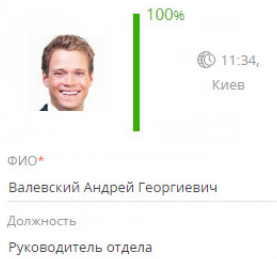 100%
11:34,
Киев
ФИО*
Валевский Андрей Георгиевич
Должность
Руководитель отдела